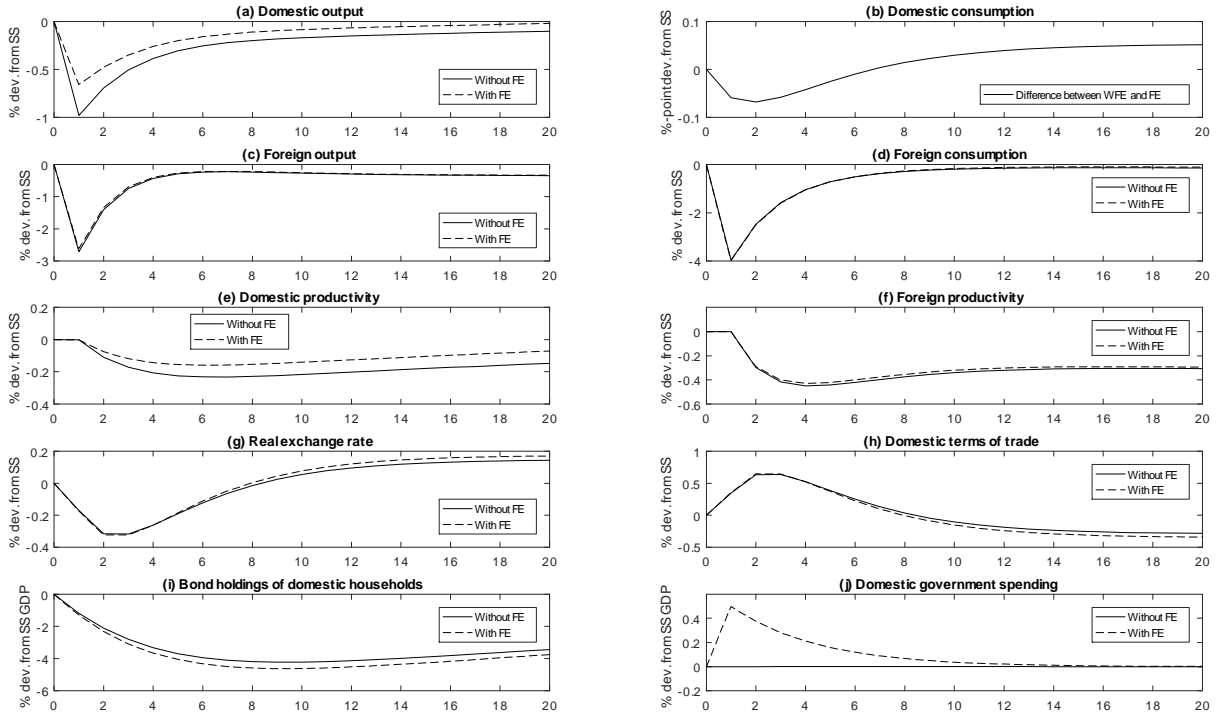 (a) Domestic output
% dev. from SS
0
-0.5
-1
0 2 4 6 8 10 12 14 16 18 20
Without FE
With FE
(b) Domestic consumption
%-point dev. from SS
0.1
0
-0.1
0 2 4 6 8 10 12 14 16 18 20
Difference between WFE and FE
(c) Foreign output
% dev. from SS
0
-1
-2
-3
0 2 4 6 8 10 12 14 16 18 20
Without FE
With FE
(d) Foreign consumption
% dev. from SS
0
-2
-4
0 2 4 6 8 10 12 14 16 18 20
Without FE
With FE
(e) Domestic productivity
% dev. from SS
0.2
0
-0.2
-0.4
0 2 4 6 8 10 12 14 16 18 20
Without FE
With FE
(f) Foreign productivity
% dev. from SS
0
-0.2
-0.4
-0.6
0 2 4 6 8 10 12 14 16 18 20
Without FE
With FE
(g) Real exchange rate
% dev. from SS
0.2
0
-0.2
-0.4
0 2 4 6 8 10 12 14 16 18 20
Without FE
With FE
(h) Domestic terms of trade
% dev. from SS
1
0.5
0
-0.5
0 2 4 6 8 10 12 14 16 18 20
Without FE
With FE
(i) Bond holdings of domestic households
% dev. from SS GDP
0
-2
-4
-6
0 2 4 6 8 10 12 14 16 18 20
Without FE
With FE
(j) Domestic government spending
% dev. from SS GDP
0.4
0.2
0
-0.2
0 2 4 6 8 10 12 14 16 18 20
Without FE
With FE